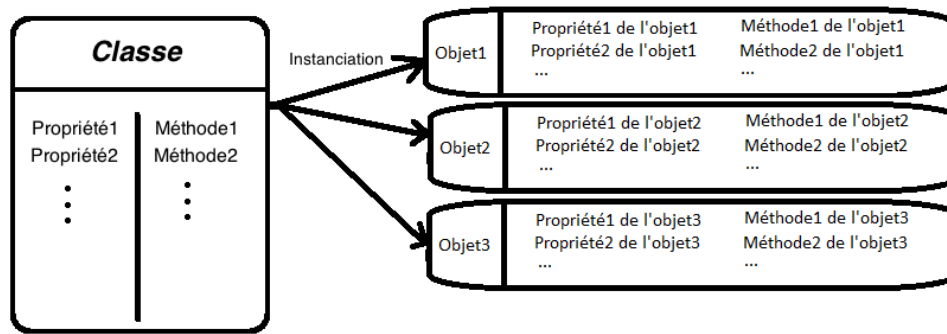 Classe
Propriété1
Propriété2
Méthode1
Méthode2
Instanciation
Objet1
Propriété1 de l'objet1
Propriété2 de l'objet1
...
Méthode1 de l'objet1
Méthode2 de l'objet1
...
Objet2
Propriété1 de l'objet2
Propriété2 de l'objet2
...
Méthode1 de l'objet2
Méthode2 de l'objet2
...
Objet3
Propriété1 de l'objet3
Propriété2 de l'objet3
...
Méthode1 de l'objet3
Méthode2 de l'objet3
...